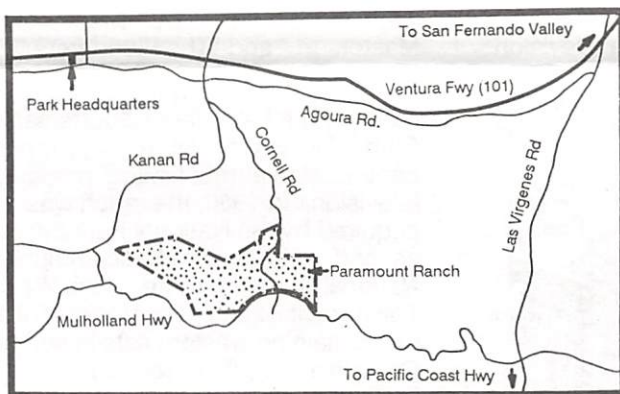 To San Fernando Valley
Ventura Fwy (101)
Park Headquarters
Agoura Rd.
Kanan Rd
Cornell Rd
Las Virgenes Rd
Paramount Ranch
Mulholland Hwy
To Pacific Coast Hwy